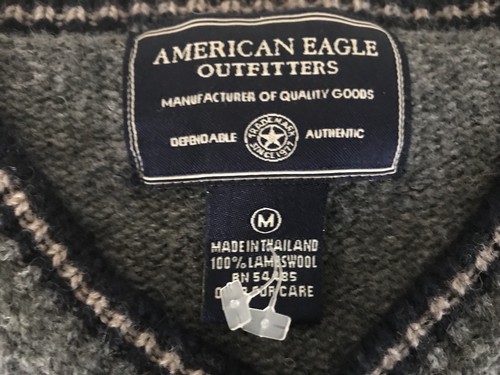 AMERICAN EAGLE
OUTFITTERS
MANUFACTURER OF QUALITY GOODS
DEPENDABLE
TRADEMARK
SINCE 1977
AUTHENTIC
M
MADE IN THAILAND
100% LAMBSWOOL
RN 54485
FOR CARE